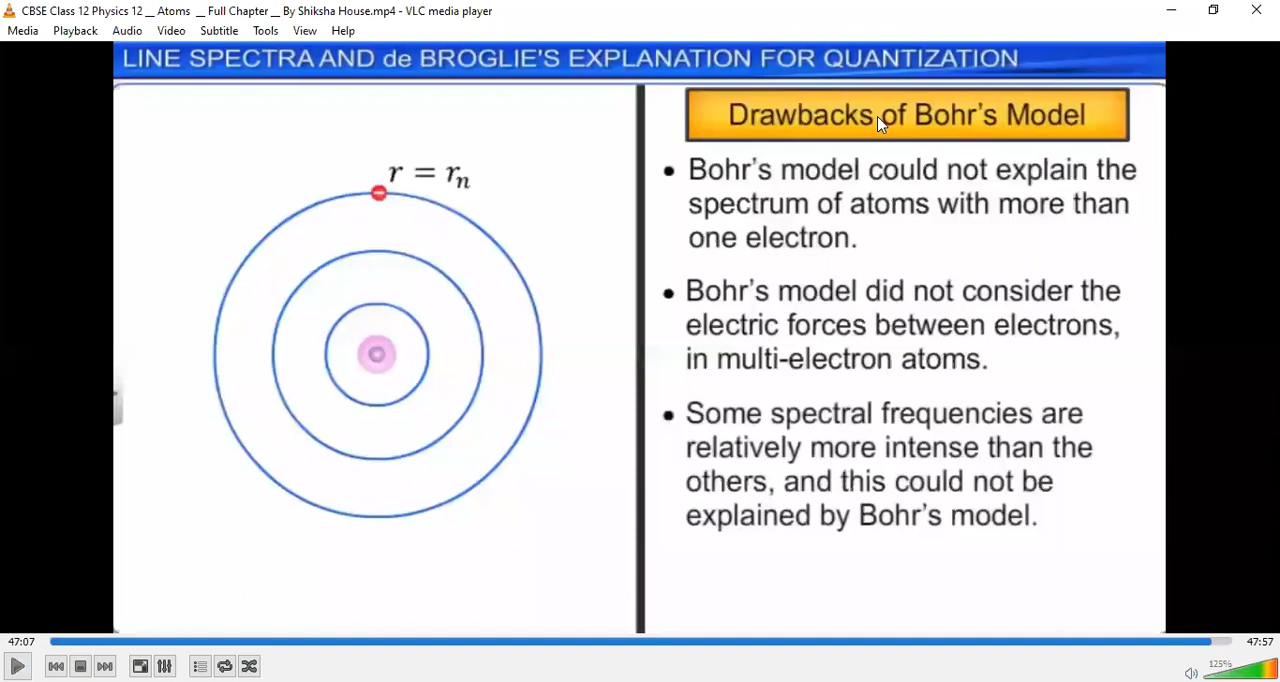 CBSE Class 12 Physics 12 __ Atoms __ Full Chapter __ By Shiksha House.mp4 - VLC media player
Media Playback Audio Video Subtitle Tools View Help
LINE SPECTRA AND de BROGLIE'S EXPLANATION FOR QUANTIZATION
Drawbacks of Bohr's Model
r = rₙ
• Bohr's model could not explain the
spectrum of atoms with more than
one electron.
• Bohr's model did not consider the
electric forces between electrons,
in multi-electron atoms.
• Some spectral frequencies are
relatively more intense than the
others, and this could not be
explained by Bohr's model.
47:07 47:57
125%